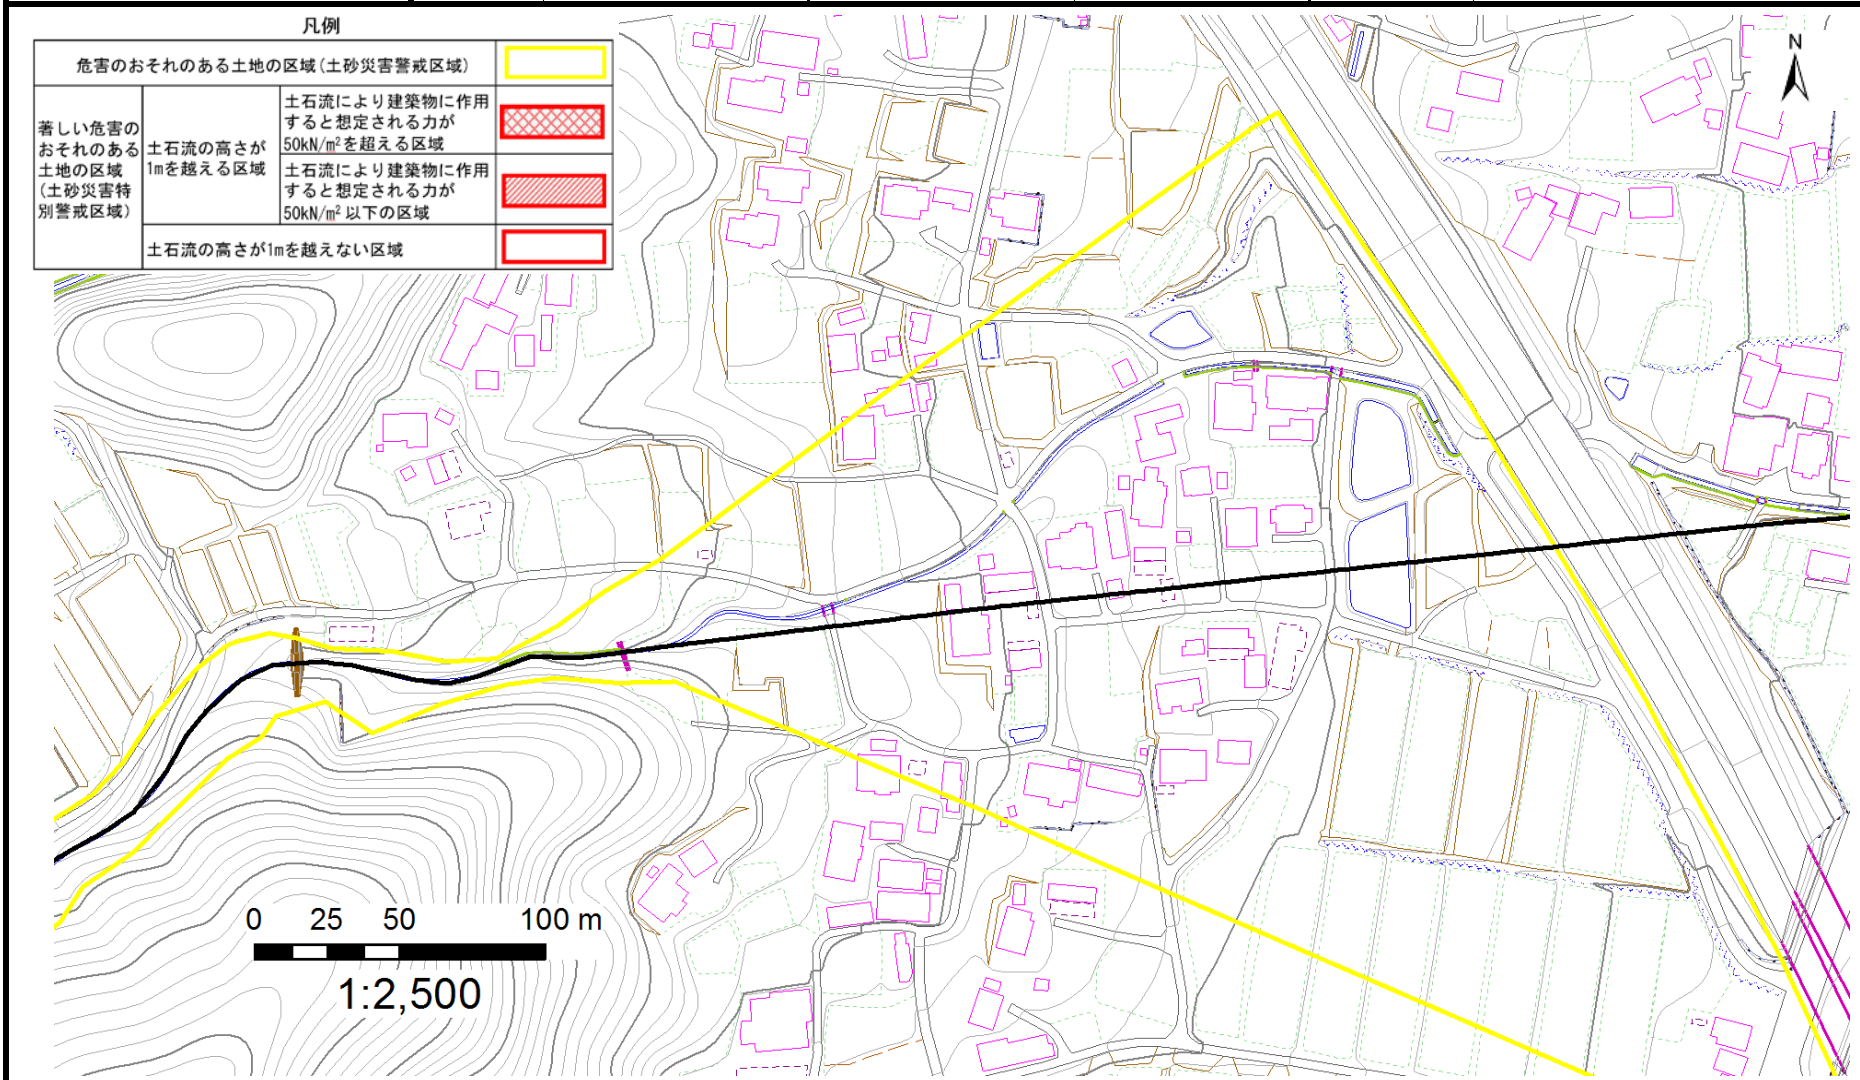 凡例
危害のおそれのある土地の区域(土砂災害警戒区域)
著しい危害の
おそれのある
土地の区域
(土砂災害特
別警戒区域)
土石流の高さが
1mを越える区域
土石流により建築物に作用
すると想定される力が
50kN/m²を超える区域
土石流により建築物に作用
すると想定される力が
50kN/m² 以下の区域
土石流の高さが1mを越えない区域
N
0 25 50 100 m
1:2,500